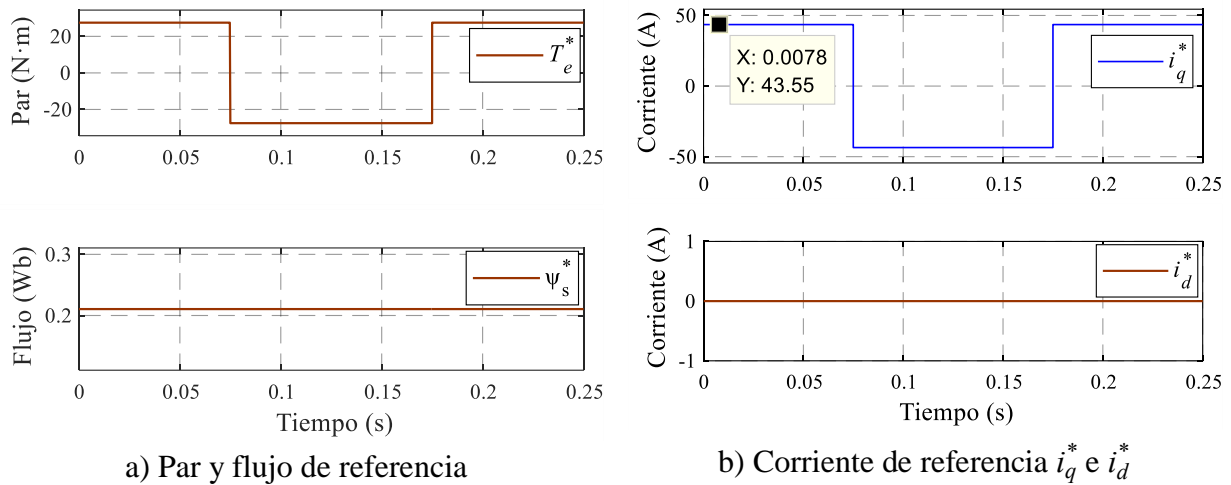 Par (N·m)
20
0
-20
T_e^*
0 0.05 0.1 0.15 0.2 0.25
Flujo (Wb)
0.3
0.2
ψ_s^*
0 0.05 0.1 0.15 0.2 0.25
Tiempo (s)
a) Par y flujo de referencia
Corriente (A)
50
0
-50
X: 0.0078
Y: 43.55
i_q^*
0 0.05 0.1 0.15 0.2 0.25
Corriente (A)
1
0
-1
i_d^*
0 0.05 0.1 0.15 0.2 0.25
Tiempo (s)
b) Corriente de referencia i_q^* e i_d^*